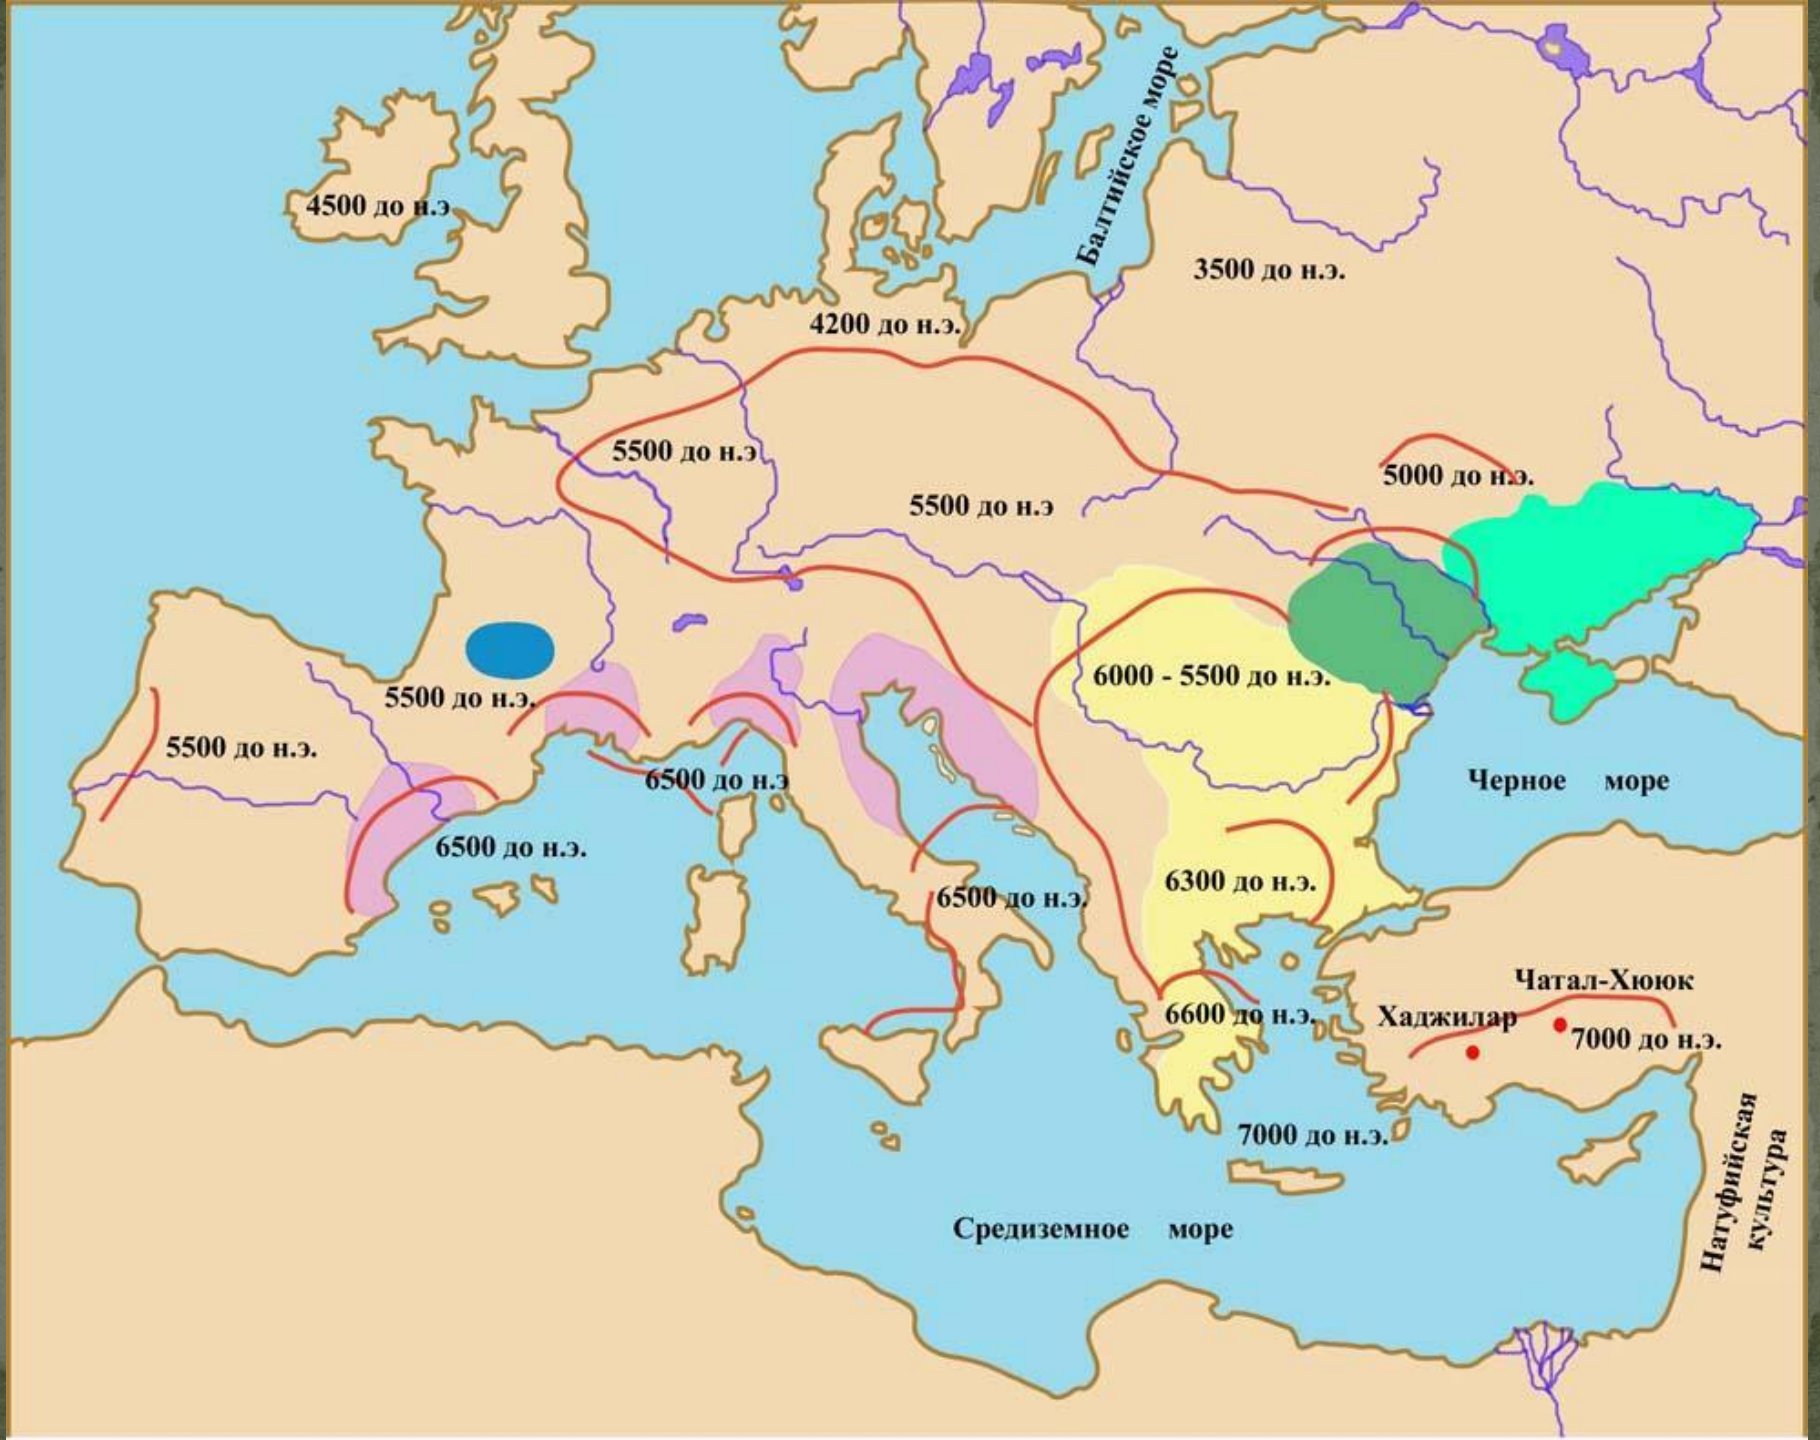 Балтийское море
4500 до н.э
3500 до н.э.
4200 до н.э.
5500 до н.э
5000 до н.э.
5500 до н.э
6000 - 5500 до н.э.
5500 до н.э.
5500 до н.э.
6500 до н.э
Черное море
6500 до н.э.
6300 до н.э.
6500 до н.э.
Чатал-Хююк
6600 до н.э.
Хаджилар
7000 до н.э.
7000 до н.э.
Натуфийская
культура
Средиземное море